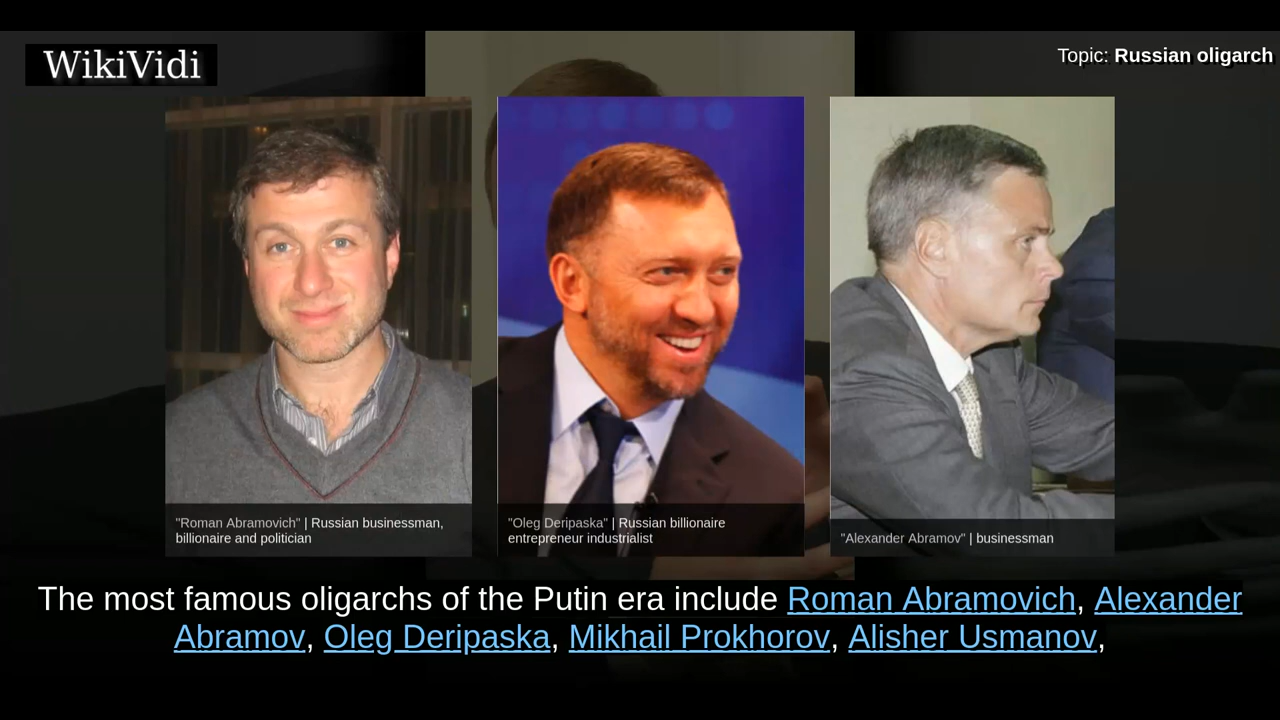 WikiVidi
Topic: Russian oligarch
"Roman Abramovich" | Russian businessman,
billionaire and politician
"Oleg Deripaska" | Russian billionaire
entrepreneur industrialist
"Alexander Abramov" | businessman
The most famous oligarchs of the Putin era include Roman Abramovich, Alexander
Abramov, Oleg Deripaska, Mikhail Prokhorov, Alisher Usmanov,